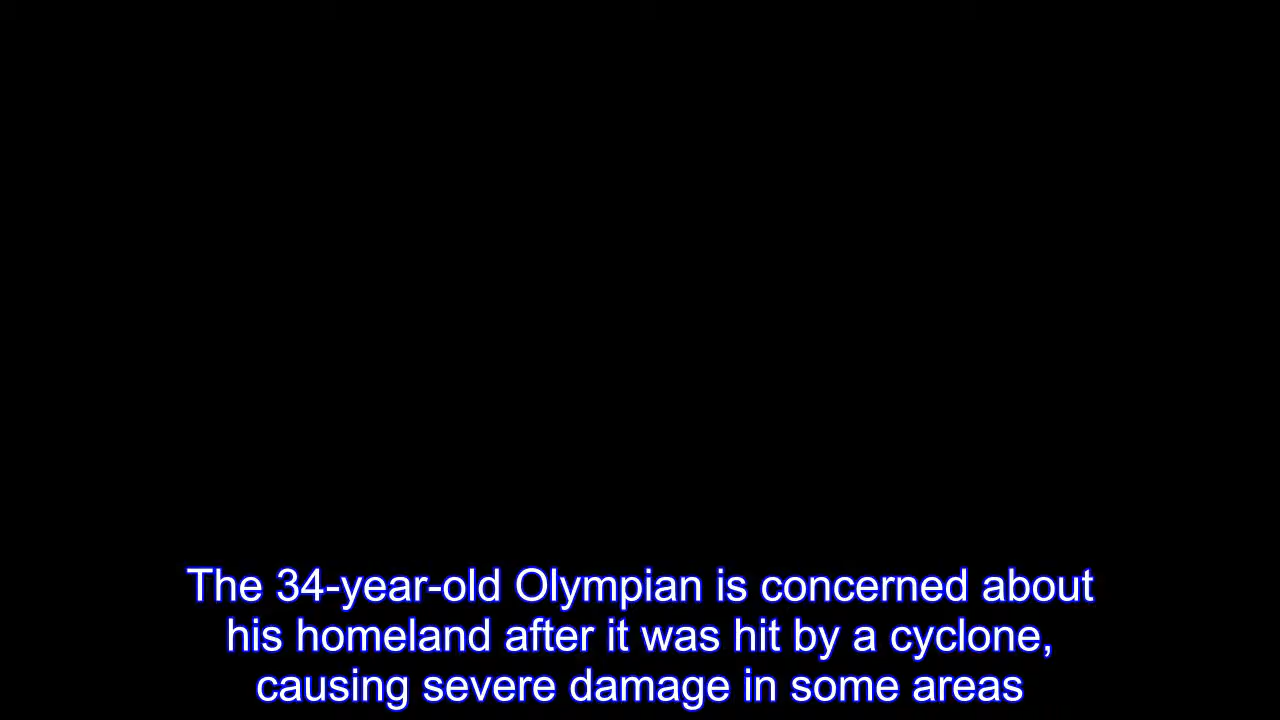 The 34-year-old Olympian is concerned about
his homeland after it was hit by a cyclone,
causing severe damage in some areas